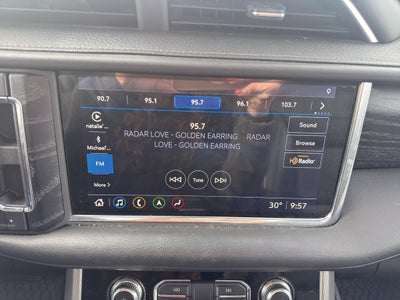 90.7 95.1 95.7 96.1 103.7
95.7
RADAR LOVE - GOLDEN EARRING RADAR
LOVE - GOLDEN EARRING
natalie'...
Michael'...
FM
More >
Sound
Browse
HD Radio
Tune
30° 9:57